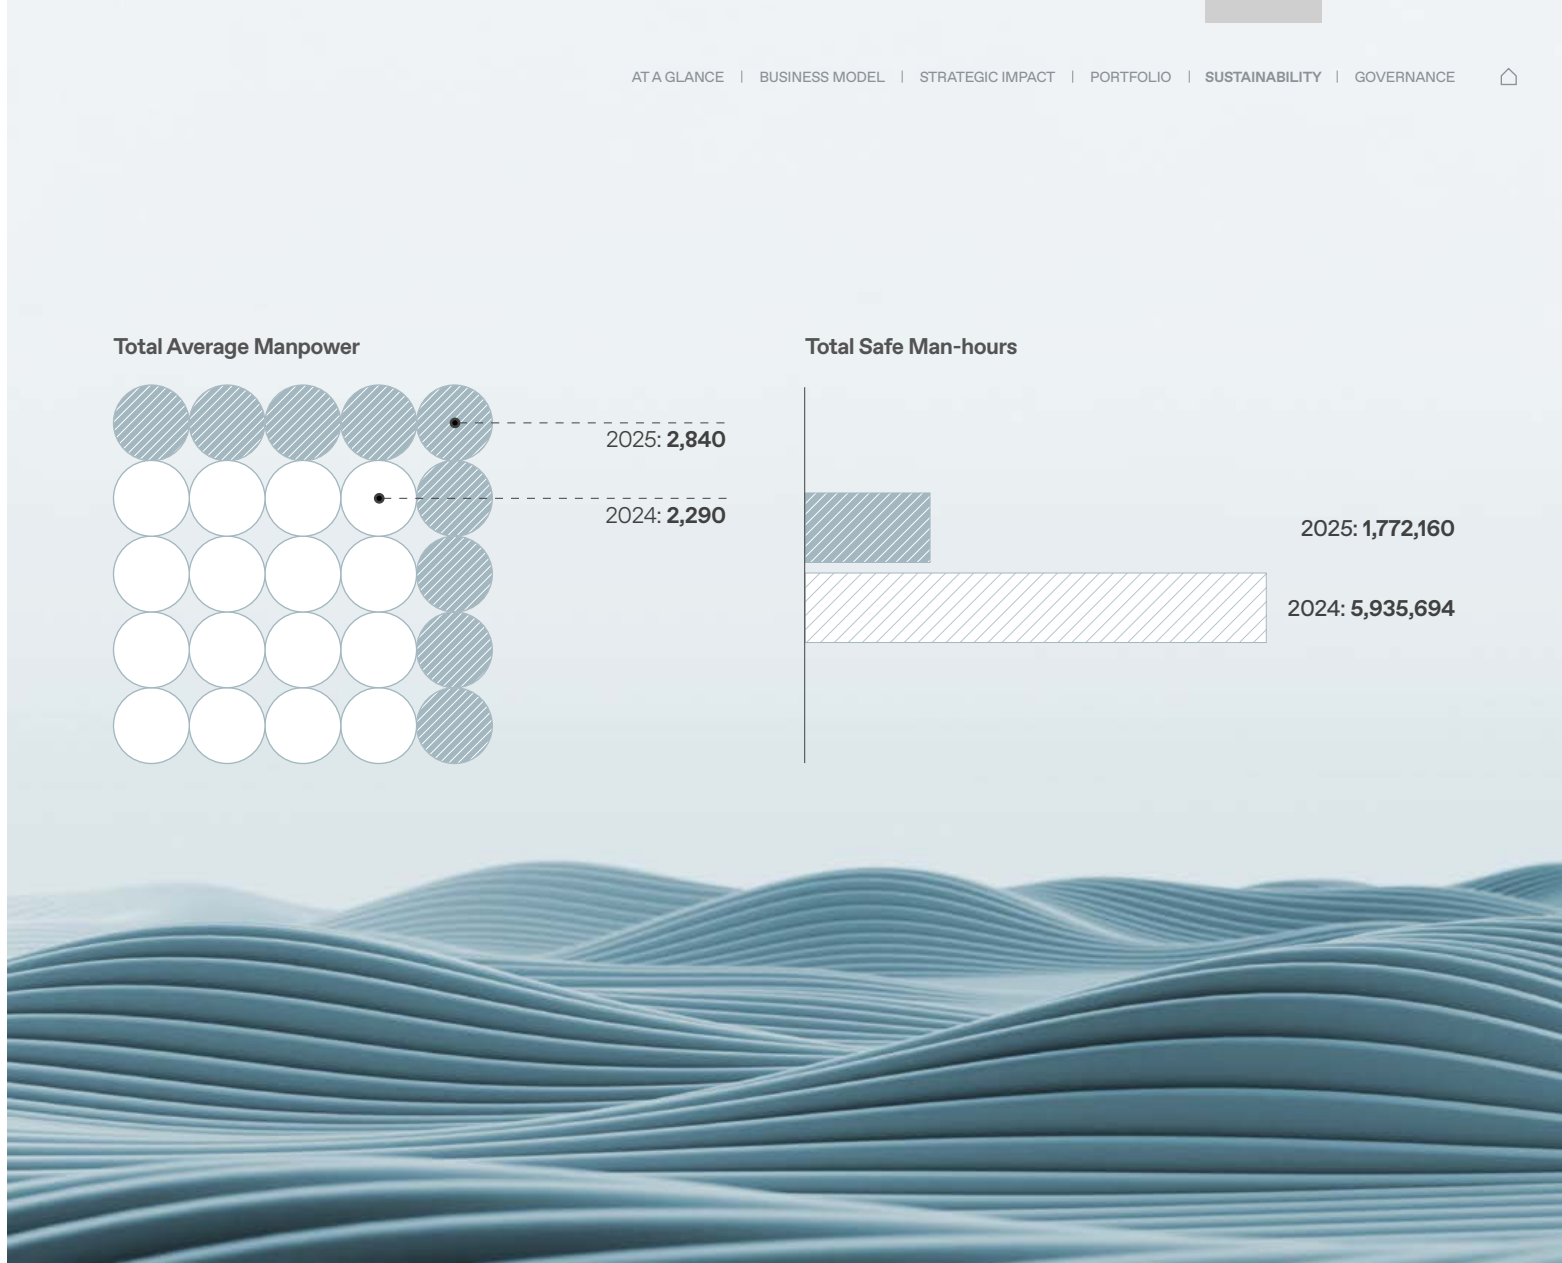 AT A GLANCE | BUSINESS MODEL | STRATEGIC IMPACT | PORTFOLIO | SUSTAINABILITY | GOVERNANCE
Total Average Manpower
2025: 2,840
2024: 2,290
Total Safe Man-hours
2025: 1,772,160
2024: 5,935,694